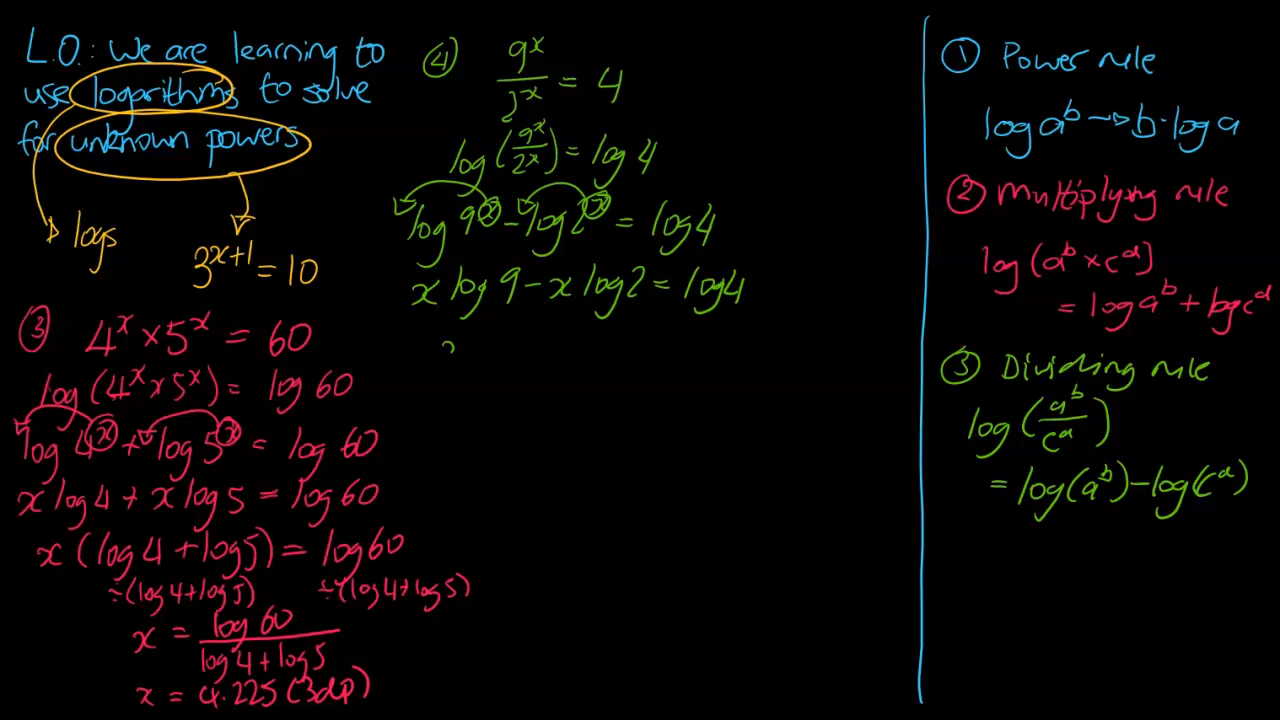 L.O.: We are learning to
use logarithms to solve
for unknown powers
logs
3^{x+1} = 10
③ 4^x × 5^x = 60
log (4^x × 5^x) = log 60
log 4^x + log 5^x = log 60
x log 4 + x log 5 = log 60
x (log 4 + log 5) = log 60
÷(log 4 + log 5) ÷(log 4 + log 5)
x = log 60 / log 4 + log 5
x = 4.225 (3dp)
④ 9^x / 2^x = 4
log (9^x / 2^x) = log 4
log 9^x − log 2^x = log 4
x log 9 − x log 2 = log 4
① Power rule
log a^b → b · log a
② Multiplying rule
log (a^b × c^d)
= log a^b + log c^d
③ Dividing rule
log (a^b / c^d)
= log(a^b) − log(c^d)